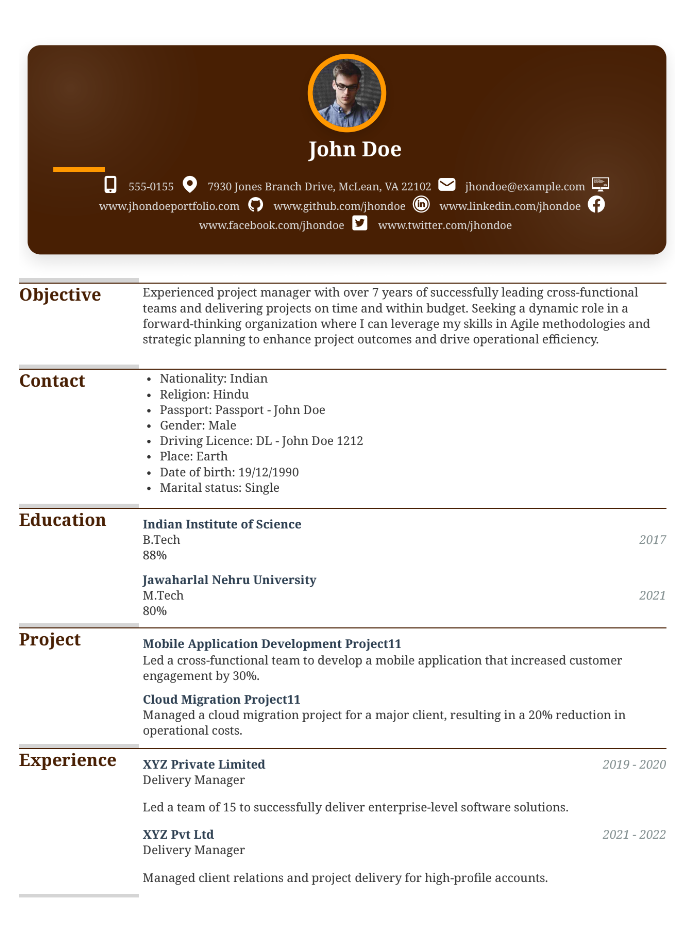 John Doe
555-0155 7930 Jones Branch Drive, McLean, VA 22102 jhondoe@example.com
www.jhondoeportfolio.com www.github.com/jhondoe www.linkedin.com/jhondoe
www.facebook.com/jhondoe www.twitter.com/jhondoe
Objective
Experienced project manager with over 7 years of successfully leading cross-functional
teams and delivering projects on time and within budget. Seeking a dynamic role in a
forward-thinking organization where I can leverage my skills in Agile methodologies and
strategic planning to enhance project outcomes and drive operational efficiency.
Contact
• Nationality: Indian
• Religion: Hindu
• Passport: Passport - John Doe
• Gender: Male
• Driving Licence: DL - John Doe 1212
• Place: Earth
• Date of birth: 19/12/1990
• Marital status: Single
Education
Indian Institute of Science
B.Tech 2017
88%
Jawaharlal Nehru University
M.Tech 2021
80%
Project
Mobile Application Development Project11
Led a cross-functional team to develop a mobile application that increased customer
engagement by 30%.
Cloud Migration Project11
Managed a cloud migration project for a major client, resulting in a 20% reduction in
operational costs.
Experience
XYZ Private Limited 2019 - 2020
Delivery Manager
Led a team of 15 to successfully deliver enterprise-level software solutions.
XYZ Pvt Ltd 2021 - 2022
Delivery Manager
Managed client relations and project delivery for high-profile accounts.